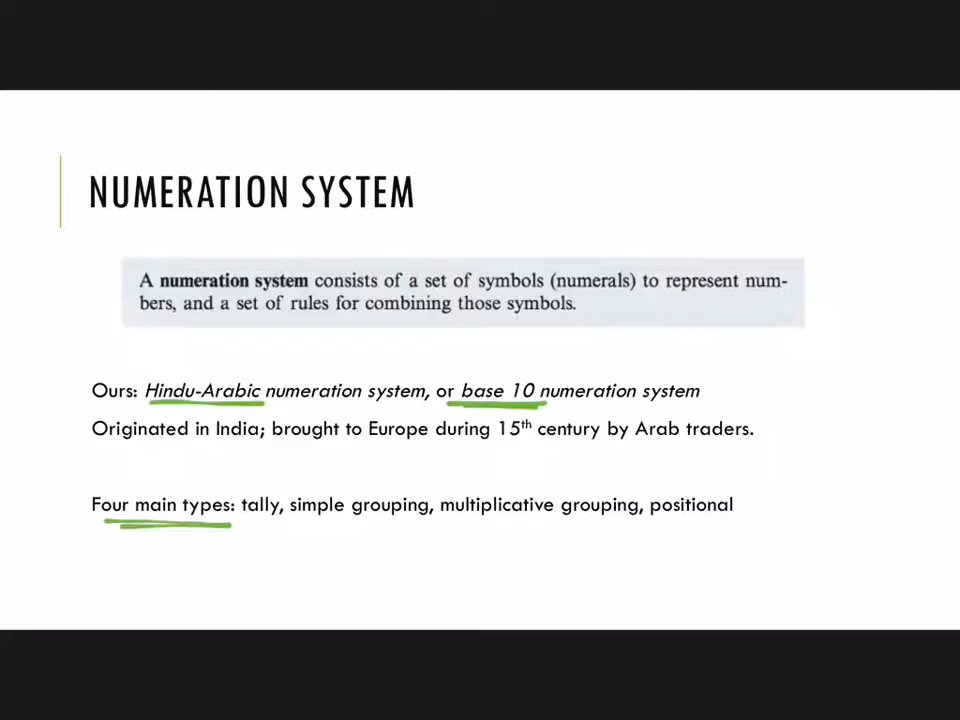 NUMERATION SYSTEM
A numeration system consists of a set of symbols (numerals) to represent num-
bers, and a set of rules for combining those symbols.
Ours: Hindu-Arabic numeration system, or base 10 numeration system
Originated in India; brought to Europe during 15th century by Arab traders.
Four main types: tally, simple grouping, multiplicative grouping, positional